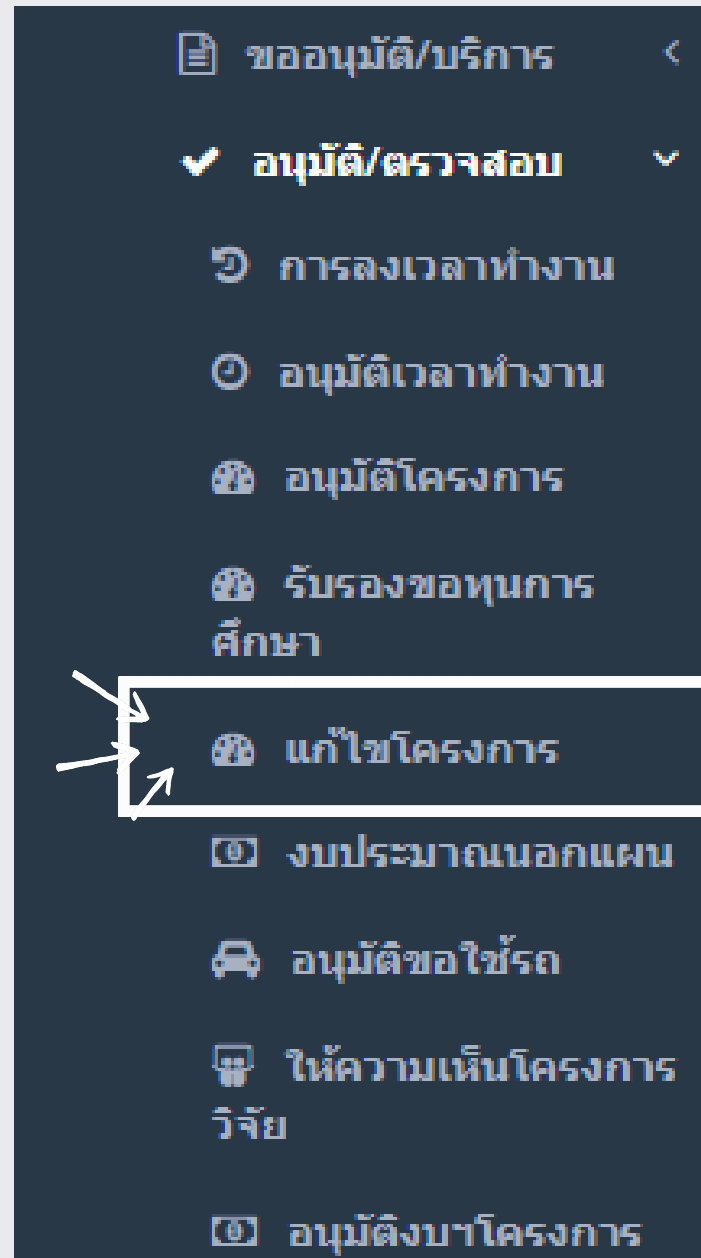 ขออนุมัติ/บริการ
อนุมัติ/ตรวจสอบ
การลงเวลาทำงาน
อนุมัติเวลาทำงาน
อนุมัติโครงการ
รับรองขอทุนการ
ศึกษา
แก้ไขโครงการ
งบประมาณนอกแผน
อนุมัติขอใช้รถ
ให้ความเห็นโครงการ
วิจัย
อนุมัติงบฯโครงการ